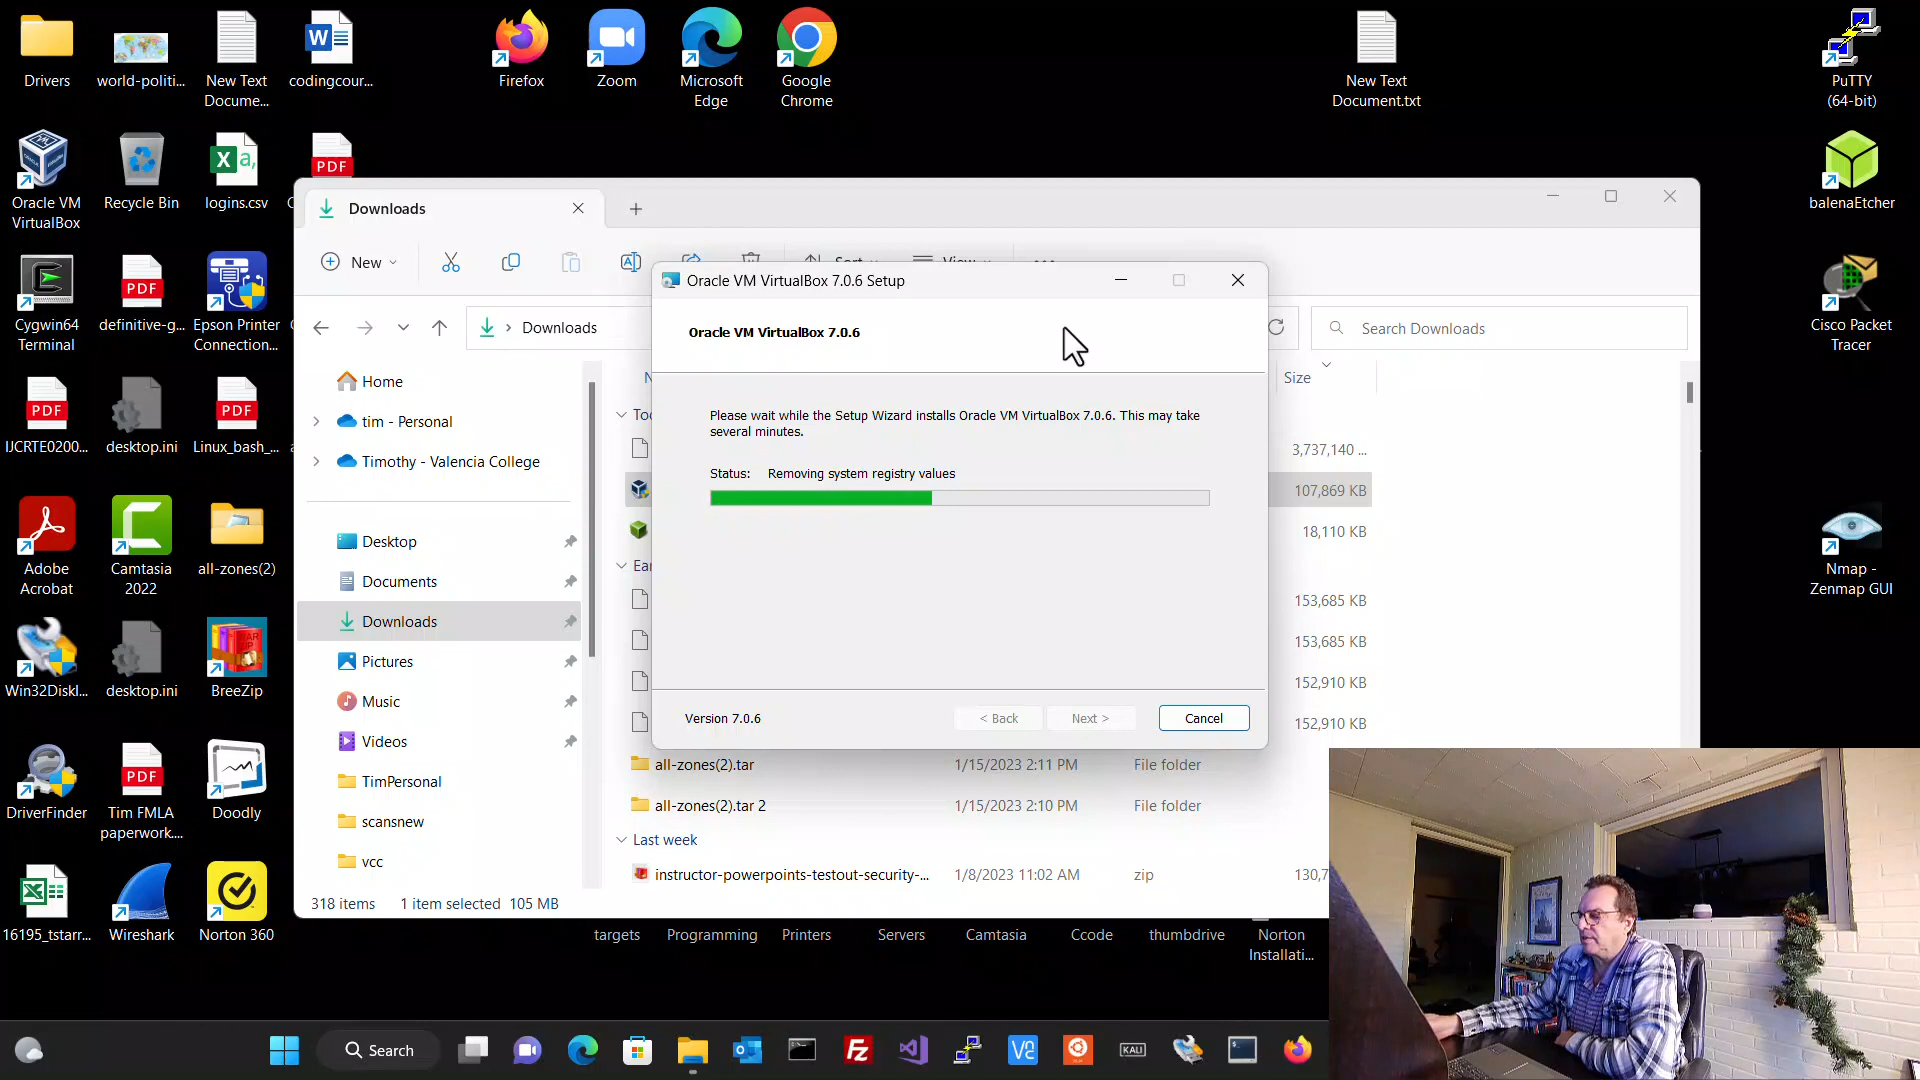 Drivers
world-politi...
New Text
Docume...
codingcour...
Firefox
Zoom
Microsoft
Edge
Google
Chrome
New Text
Document.txt
PuTTY
(64-bit)
Oracle VM
VirtualBox
Recycle Bin
logins.csv
PDF
balenaEtcher
Cygwin64
Terminal
PDF
definitive-g...
Epson Printer
Connection...
Cisco Packet
Tracer
PDF
IJCRTE0200...
desktop.ini
PDF
Linux_bash_...
Adobe
Acrobat
Camtasia
2022
all-zones(2)
Nmap -
Zenmap GUI
Win32DiskI...
desktop.ini
BreeZip
DriverFinder
PDF
Tim FMLA
paperwork....
Doodly
16195_tstarr...
Wireshark
Norton 360
Downloads
New
Sort
View
Downloads
Search Downloads
Home
tim - Personal
Timothy - Valencia College
Desktop
Documents
Downloads
Pictures
Music
Videos
TimPersonal
scansnew
vcc
Size
3,737,140 ...
107,869 KB
18,110 KB
153,685 KB
153,685 KB
152,910 KB
152,910 KB
Oracle VM VirtualBox 7.0.6 Setup
Oracle VM VirtualBox 7.0.6
Please wait while the Setup Wizard installs Oracle VM VirtualBox 7.0.6. This may take
several minutes.
Status: Removing system registry values
Version 7.0.6
< Back
Next >
Cancel
all-zones(2).tar 1/15/2023 2:11 PM File folder
all-zones(2).tar 2 1/15/2023 2:10 PM File folder
Last week
instructor-powerpoints-testout-security-... 1/8/2023 11:02 AM zip 130,7
318 items 1 item selected 105 MB
targets
Programming
Printers
Servers
Camtasia
Ccode
thumbdrive
Norton
Installati...
Search
KALI